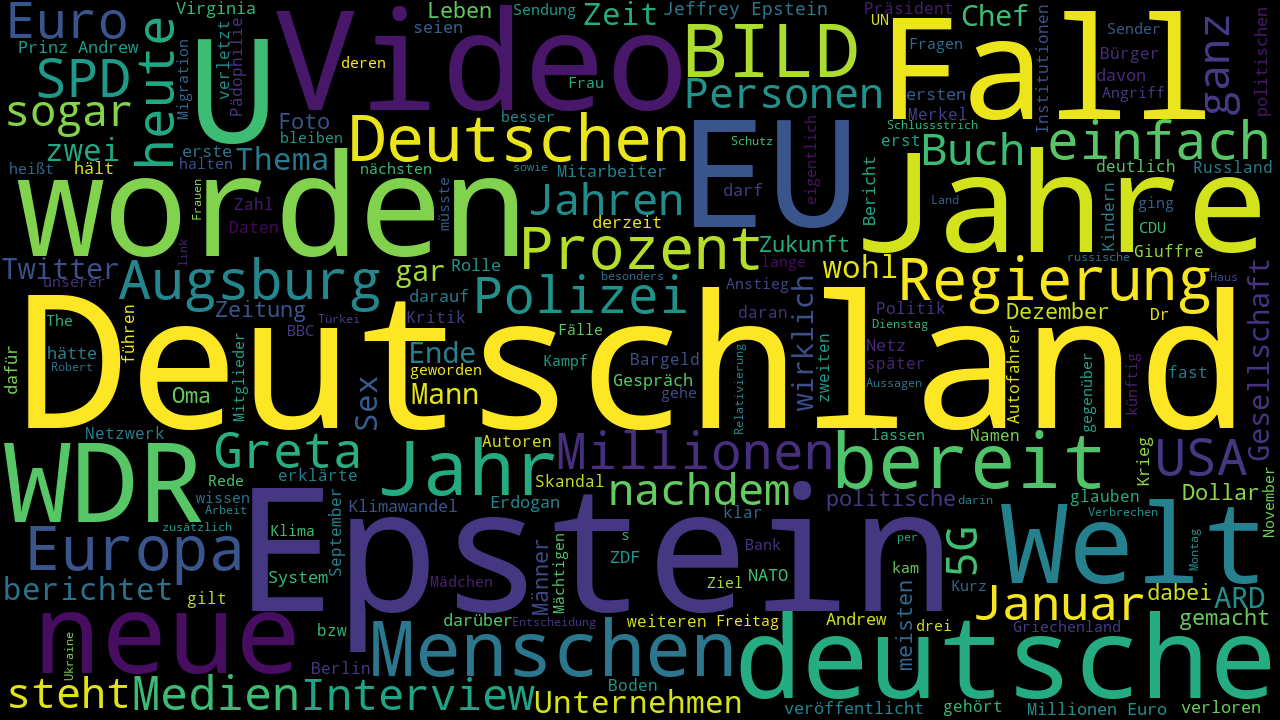 Euro
Virginia
Leben
Sendung
Zeit
Jeffrey Epstein
Präsident
UN
Chef
Sender
politischen
Prinz Andrew
seien
Video
BILD
Fall
Fragen
Institutionen
Bürger
ganz
SPD
heute
Migration
U
verletzt
Pädophilie
deren
Frau
Personen
ersten
Merkel
davon
Angriff
sogar
Foto
bleiben
besser
Deutschen
Schutz
EU
eigentlich
Schlussstrich
erst
Buch
einfach
zwei
erste
halten
Thema
nächsten
sowie
Mitarbeiter
darf
Bericht
deutlich
Russland
heißt
hält
worden
Frauen
Zahl
Daten
müsste
Jahren
derzeit
Land
Jahre
Kindern
ging
CDU
Giuffre
link
Prozent
Zukunft
Twitter
unserer
Augsburg
gar
Rolle
besonders
lange
wohl
russische
Regierung
Haus
Gesellschaft
Zeitung
darauf
Polizei
Anstieg
wirklich
Politik
Dezember
Dr
The
BBC
Türkei
Kritik
Fälle
daran
Dienstag
dafür
hätte
Robert
führen
Deutschland
Ende
geworden
Kampf
Bargeld
Gespräch
gehe
Relativierung
zweiten
Netz
später
Aussagen
Autofahrer
gegenüber
künftig
fast
Oma
Mitglieder
Sex
Mann
Netzwerk
WDR
Greta
Jahr
Autoren
Millionen
lassen
Namen
bereit
Krieg
USA
Rede
erklärte
Skandal
nachdem
politische
darin
glauben
Dollar
wissen
Arbeit
zusätzlich
September
Klimawandel
Erdogan
klar
Verbrechen
November
Europa
Klima
Epstein
s
ZDF
Bank
per
5G
Welt
Montag
berichtet
gilt
System
Mädchen
Männer
Mächtigen
Ziel
NATO
kam
Kurz
Januar
dabei
ARD
neue
bzw
darüber
Entscheidung
weiteren
Freitag
Andrew
drei
meisten
Griechenland
gemacht
Ukraine
Berlin
Menschen
Boden
deutsche
steht
Medien
Interview
Unternehmen
veröffentlicht
gehört
Millionen Euro
verloren